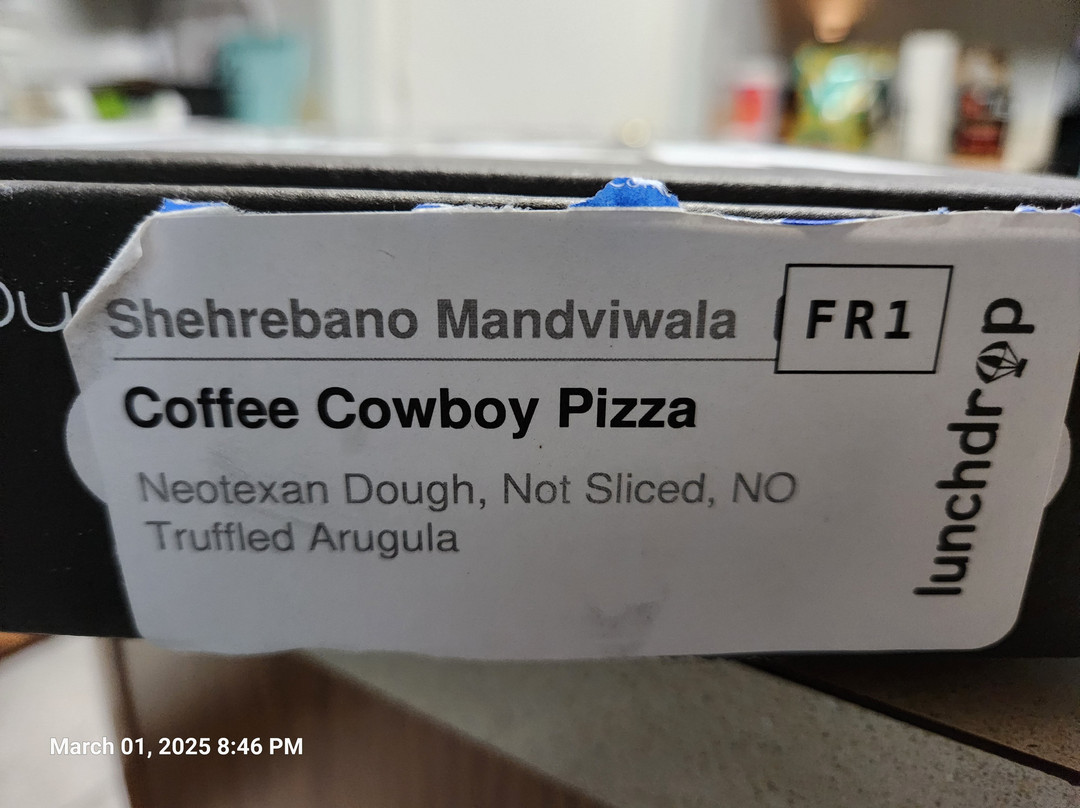 Shehrebano Mandviwala
FR1
Coffee Cowboy Pizza
Neotexan Dough, Not Sliced, NO
Truffled Arugula
lunchdrop
March 01, 2025 8:46 PM